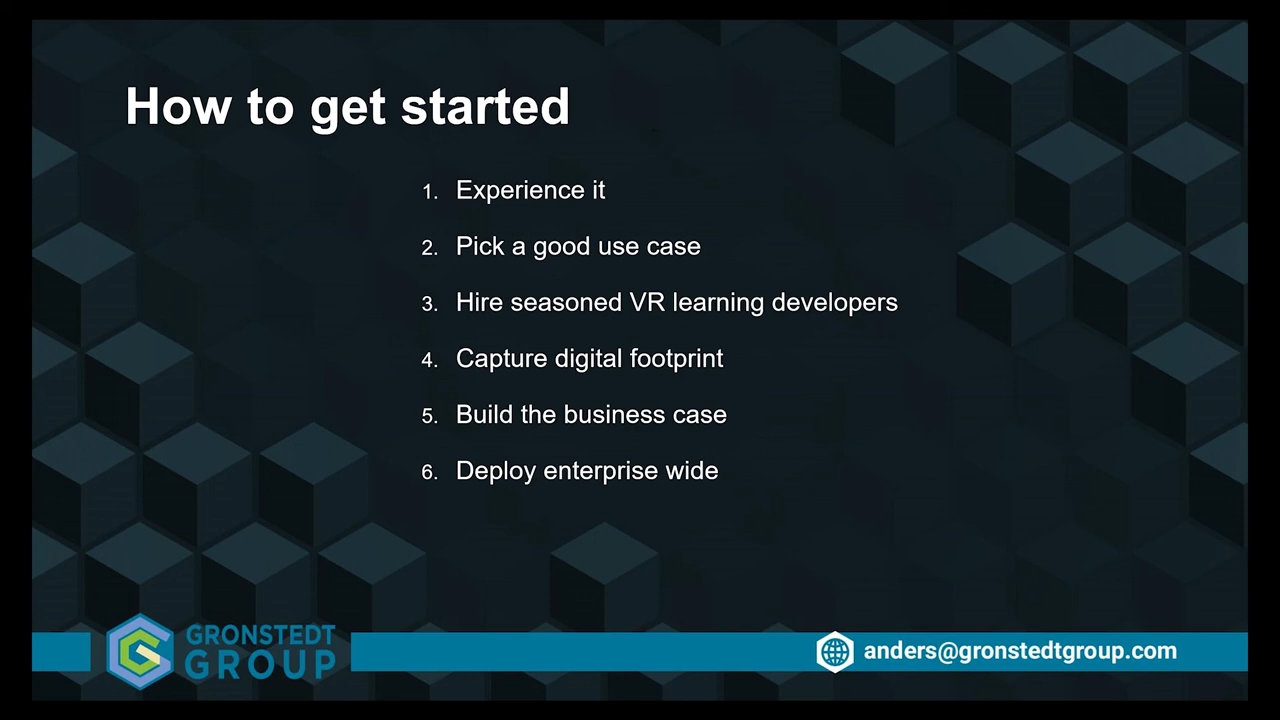 How to get started
1. Experience it
2. Pick a good use case
3. Hire seasoned VR learning developers
4. Capture digital footprint
5. Build the business case
6. Deploy enterprise wide
GRONSTEDT
GROUP
anders@gronstedtgroup.com